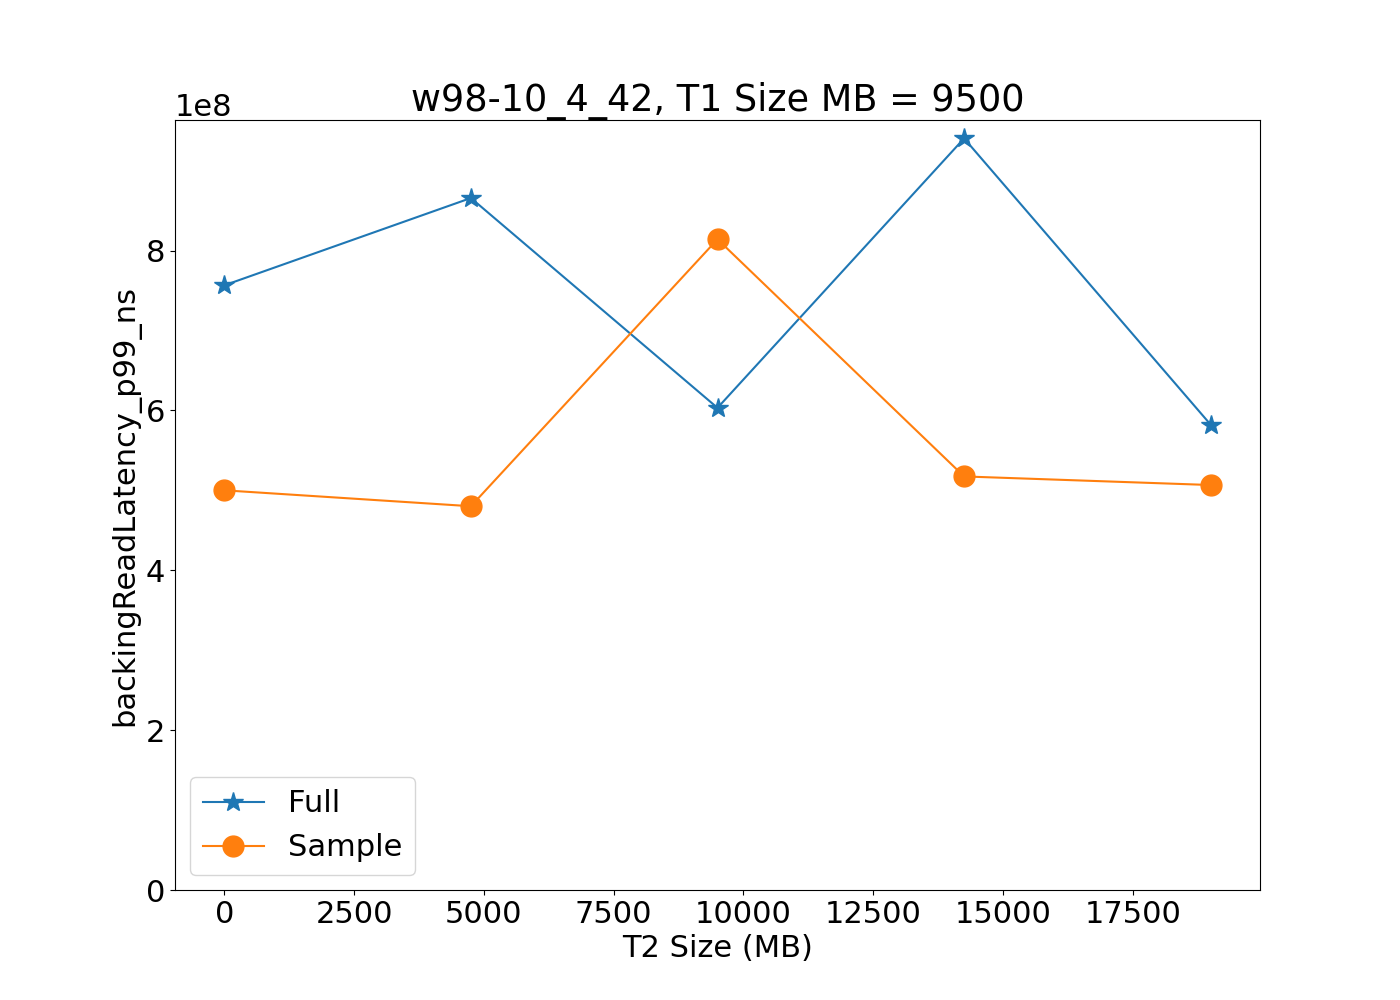 w98-10_4_42, T1 Size MB = 9500
1e8
backingReadLatency_p99_ns
8
6
4
2
0
Full
Sample
0 2500 5000 7500 10000 12500 15000 17500
T2 Size (MB)